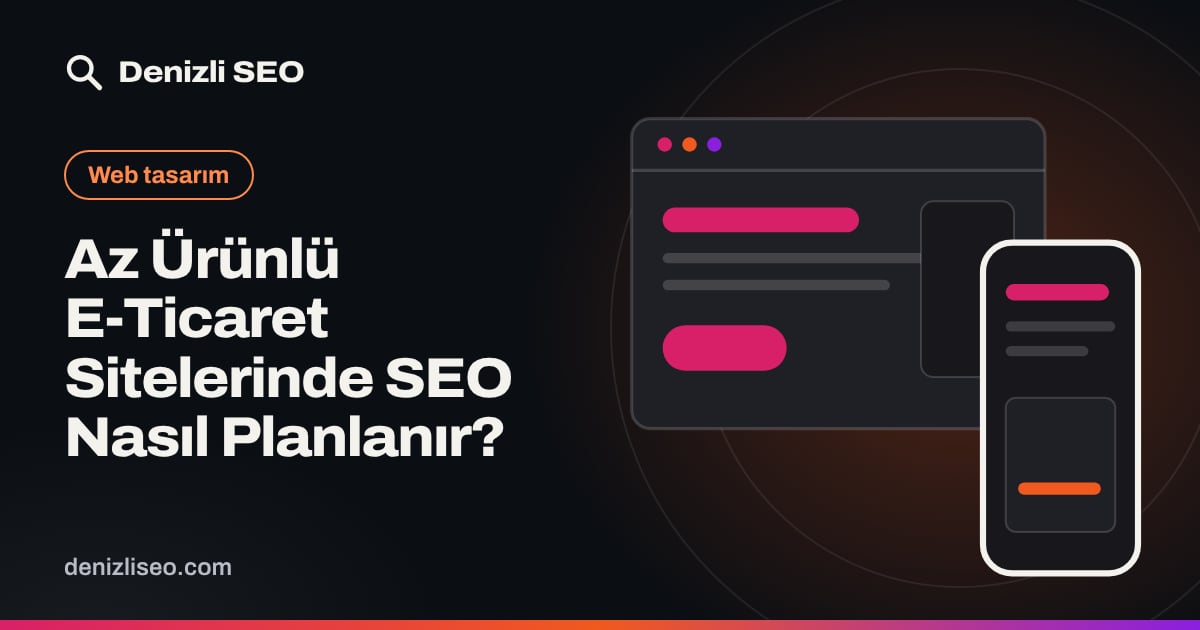 Denizli SEO
Web tasarım
Az Ürünlü
E-Ticaret
Sitelerinde SEO
Nasıl Planlanır?
denizliseo.com